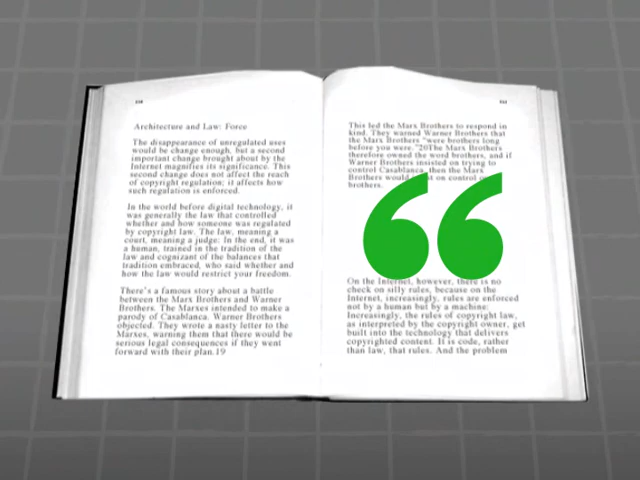 Architecture and Law: Force
The disappearance of unregulated uses
would be change enough, but a second
important change brought about by the
Internet magnifies its significance. This
second change does not affect the reach
of copyright regulation; it affects how
such regulation is enforced.
In the world before digital technology, it
was generally the law that controlled
whether and how someone was regulated
by copyright law. The law, meaning a
court, meaning a judge: In the end, it was
a human, trained in the tradition of the
law and cognizant of the balances that
tradition embraced, who said whether and
how the law would restrict your freedom.
There's a famous story about a battle
between the Marx Brothers and Warner
Brothers. The Marxes intended to make a
parody of Casablanca. Warner Brothers
objected. They wrote a nasty letter to the
Marxes, warning them that there would be
serious legal consequences if they went
forward with their plan.19
This led the Marx Brothers to respond in
kind. They warned Warner Brothers that
the Marx Brothers "were brothers long
before you were."20The Marx Brothers
therefore owned the word brothers, and if
Warner Brothers insisted on trying to
control Casablanca, then the Marx
Brothers would on control
brothers.
“
On the Internet, however, there is no
check on silly rules, because on the
Internet, increasingly, rules are enforced
not by a human but by a machine:
Increasingly, the rules of copyright law,
as interpreted by the copyright owner, get
built into the technology that delivers
copyrighted content. It is code, rather
than law, that rules. And the problem